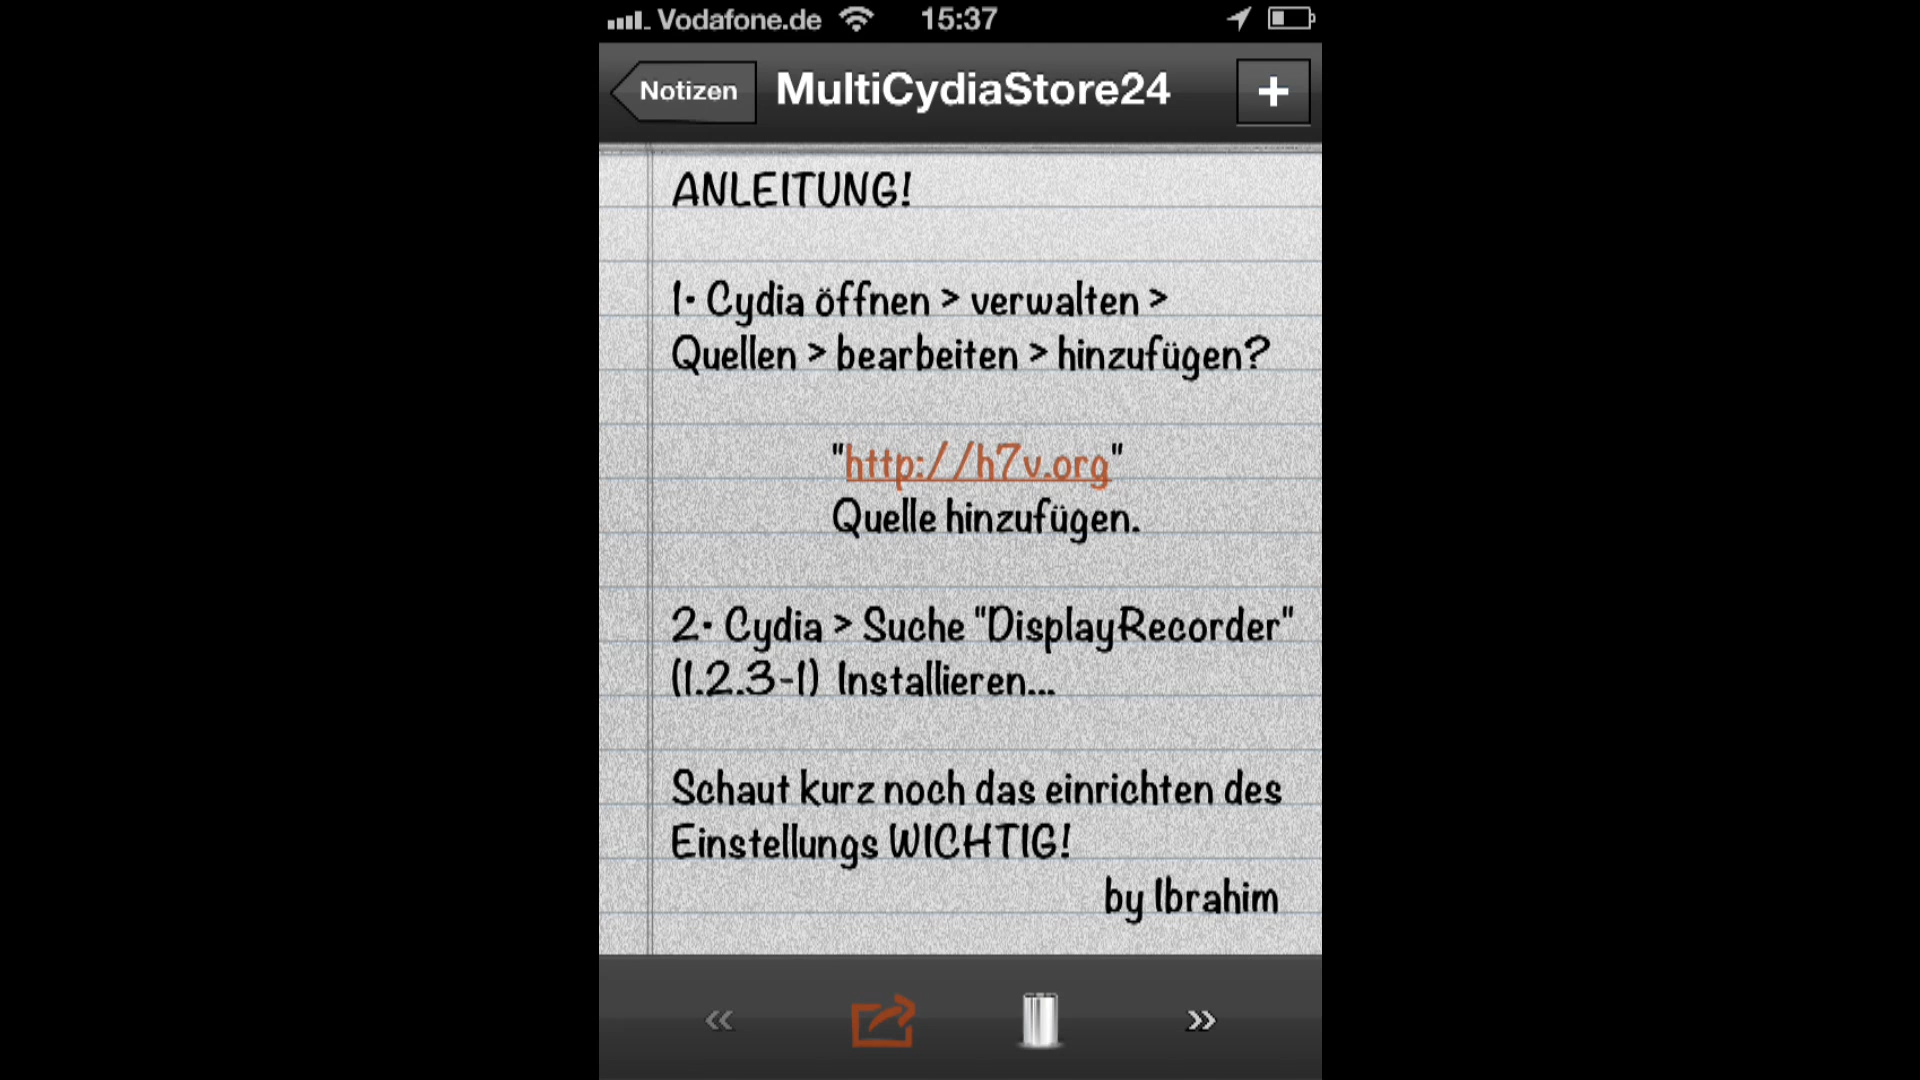 Vodafone.de 15:37
Notizen MultiCydiaStore24 +
ANLEITUNG!
1• Cydia öffnen > verwalten >
Quellen > bearbeiten > hinzufügen?
"http://h7v.org"
Quelle hinzufügen.
2• Cydia > Suche "DisplayRecorder"
(1.2.3-1) Installieren...
Schaut kurz noch das einrichten des
Einstellungs WICHTIG!
by Ibrahim